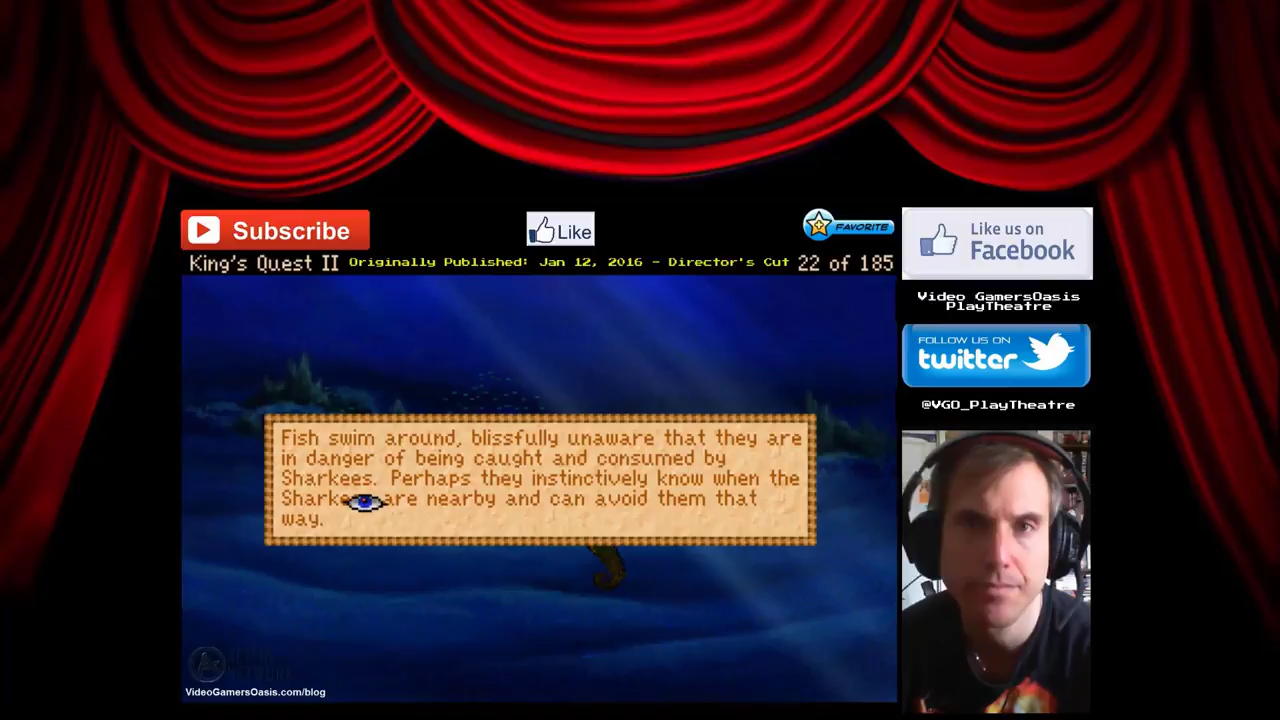 Subscribe
Like
FAVORITE
Like us on
Facebook
King's Quest II Originally Published: Jan 12, 2016 - Director's Cut 22 of 185
Video GamersOasis
PlayTheatre
FOLLOW US ON
twitter
@VGO_PlayTheatre
Fish swim around, blissfully unaware that they are
in danger of being caught and consumed by
Sharkees. Perhaps they instinctively know when the
are nearby and can avoid them that
way.
VideoGamersOasis.com/blog